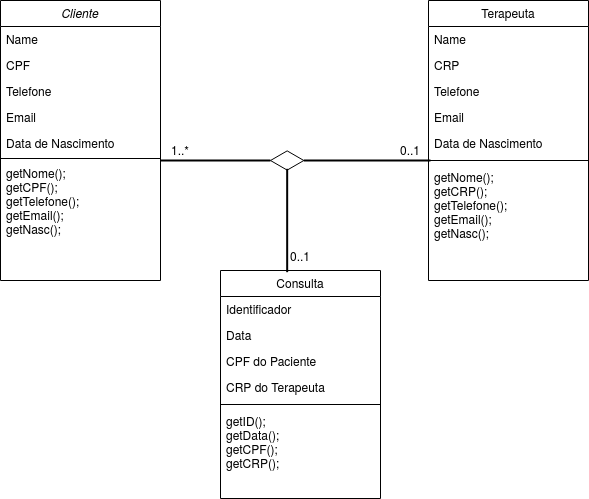 Cliente
Name
CPF
Telefone
Email
Data de Nascimento
getNome();
getCPF();
getTelefone();
getEmail();
getNasc();
1..*
0..1
0..1
Terapeuta
Name
CRP
Telefone
Email
Data de Nascimento
getNome();
getCRP();
getTelefone();
getEmail();
getNasc();
Consulta
Identificador
Data
CPF do Paciente
CRP do Terapeuta
getID();
getData();
getCPF();
getCRP();